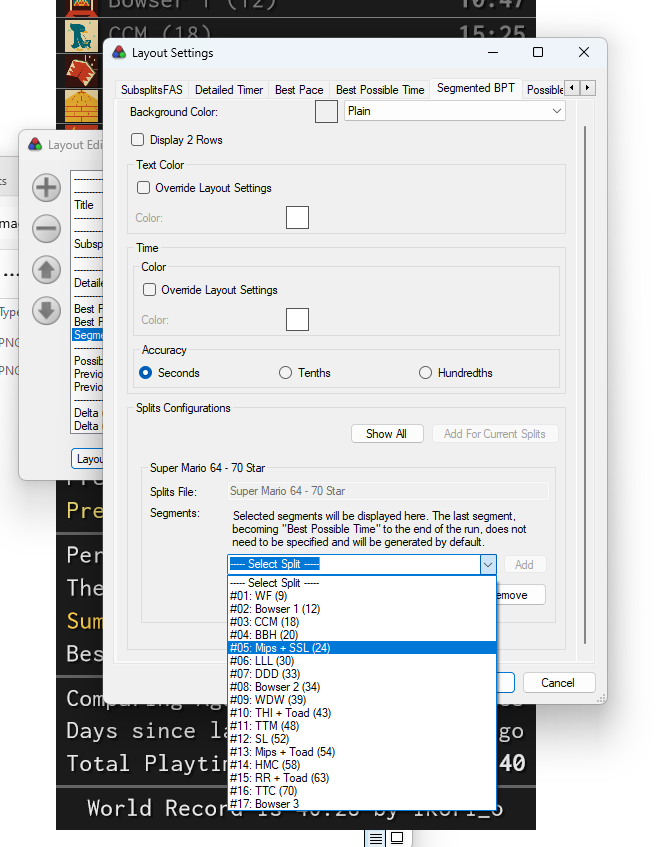 Bowser 1 (12) 10:47
CCM (18) 15:25
Layout Settings
SubsplitsFAS
Detailed Timer
Best Pace
Best Possible Time
Segmented BPT
Possible
Background Color:
Plain
Display 2 Rows
Text Color
Override Layout Settings
Color:
Time
Color
Override Layout Settings
Color:
Accuracy
Seconds
Tenths
Hundredths
Splits Configurations
Show All
Add For Current Splits
Super Mario 64 - 70 Star
Splits File:
Super Mario 64 - 70 Star
Segments:
Selected segments will be displayed here. The last segment,
becoming "Best Possible Time" to the end of the run, does not
need to be specified and will be generated by default.
----- Select Split -----
Add
----- Select Split -----
#01: WF (9)
#02: Bowser 1 (12)
#03: CCM (18)
#04: BBH (20)
#05: Mips + SSL (24)
#06: LLL (30)
#07: DDD (33)
#08: Bowser 2 (34)
#09: WDW (39)
#10: THI + Toad (43)
#11: TTM (48)
#12: SL (52)
#13: Mips + Toad (54)
#14: HMC (58)
#15: RR + Toad (63)
#16: TTC (70)
#17: Bowser 3
emove
Cancel
Layout Edi
Title
Subsp
Detaile
Best P
Best P
Segme
Possib
Previo
Previo
Delta (
Delta (
Layou
ts
ma
...
Type
PNG
PNG
Pre
Per
The
Sum
Bes
Comparing Ag
Days since la
go
Total Playtin
40
World Record is
by